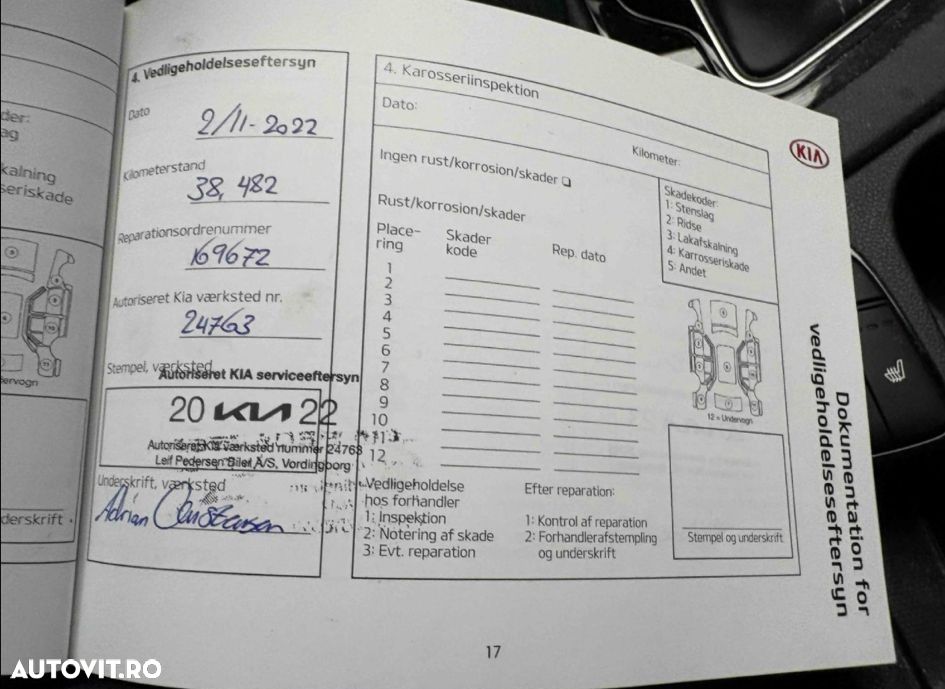 der:
ag
kalning
seriskade
ervogn
derskrift
4. Vedligeholdelseseftersyn
Dato
2/11-2022
Kilometerstand
38,482
Reparationsordrenummer
169672
Autoriseret Kia værksted nr.
24763
Stempel, værksted
Autoriseret KIA serviceeftersyn
20 KIA 22
Autoriseret Kia værksted nummer 24763
Leif Pedersen Biler A/S, Vordingborg
Underskrift, værksted
Adrian Christensen
4. Karosseriinspektion
Dato:
Kilometer:
Ingen rust/korrosion/skader ❑
Rust/korrosion/skader
Skadekoder:
1: Stenslag
2: Ridse
3: Lakafskalning
4: Karrosseriskade
5: Andet
Place-
ring
Skader
kode
Rep. dato
1
2
3
4
5
6
7
8
9
10
11
12
12 = Undervogn
Vedligeholdelse
hos forhandler
1: Inspektion
2: Notering af skade
3: Evt. reparation
Efter reparation:
1: Kontrol af reparation
2: Forhandlerafstempling
og underskrift
Stempel og underskrift
KIA
Dokumentation for
vedligeholdelseseftersyn
17
AUTOVIT.RO